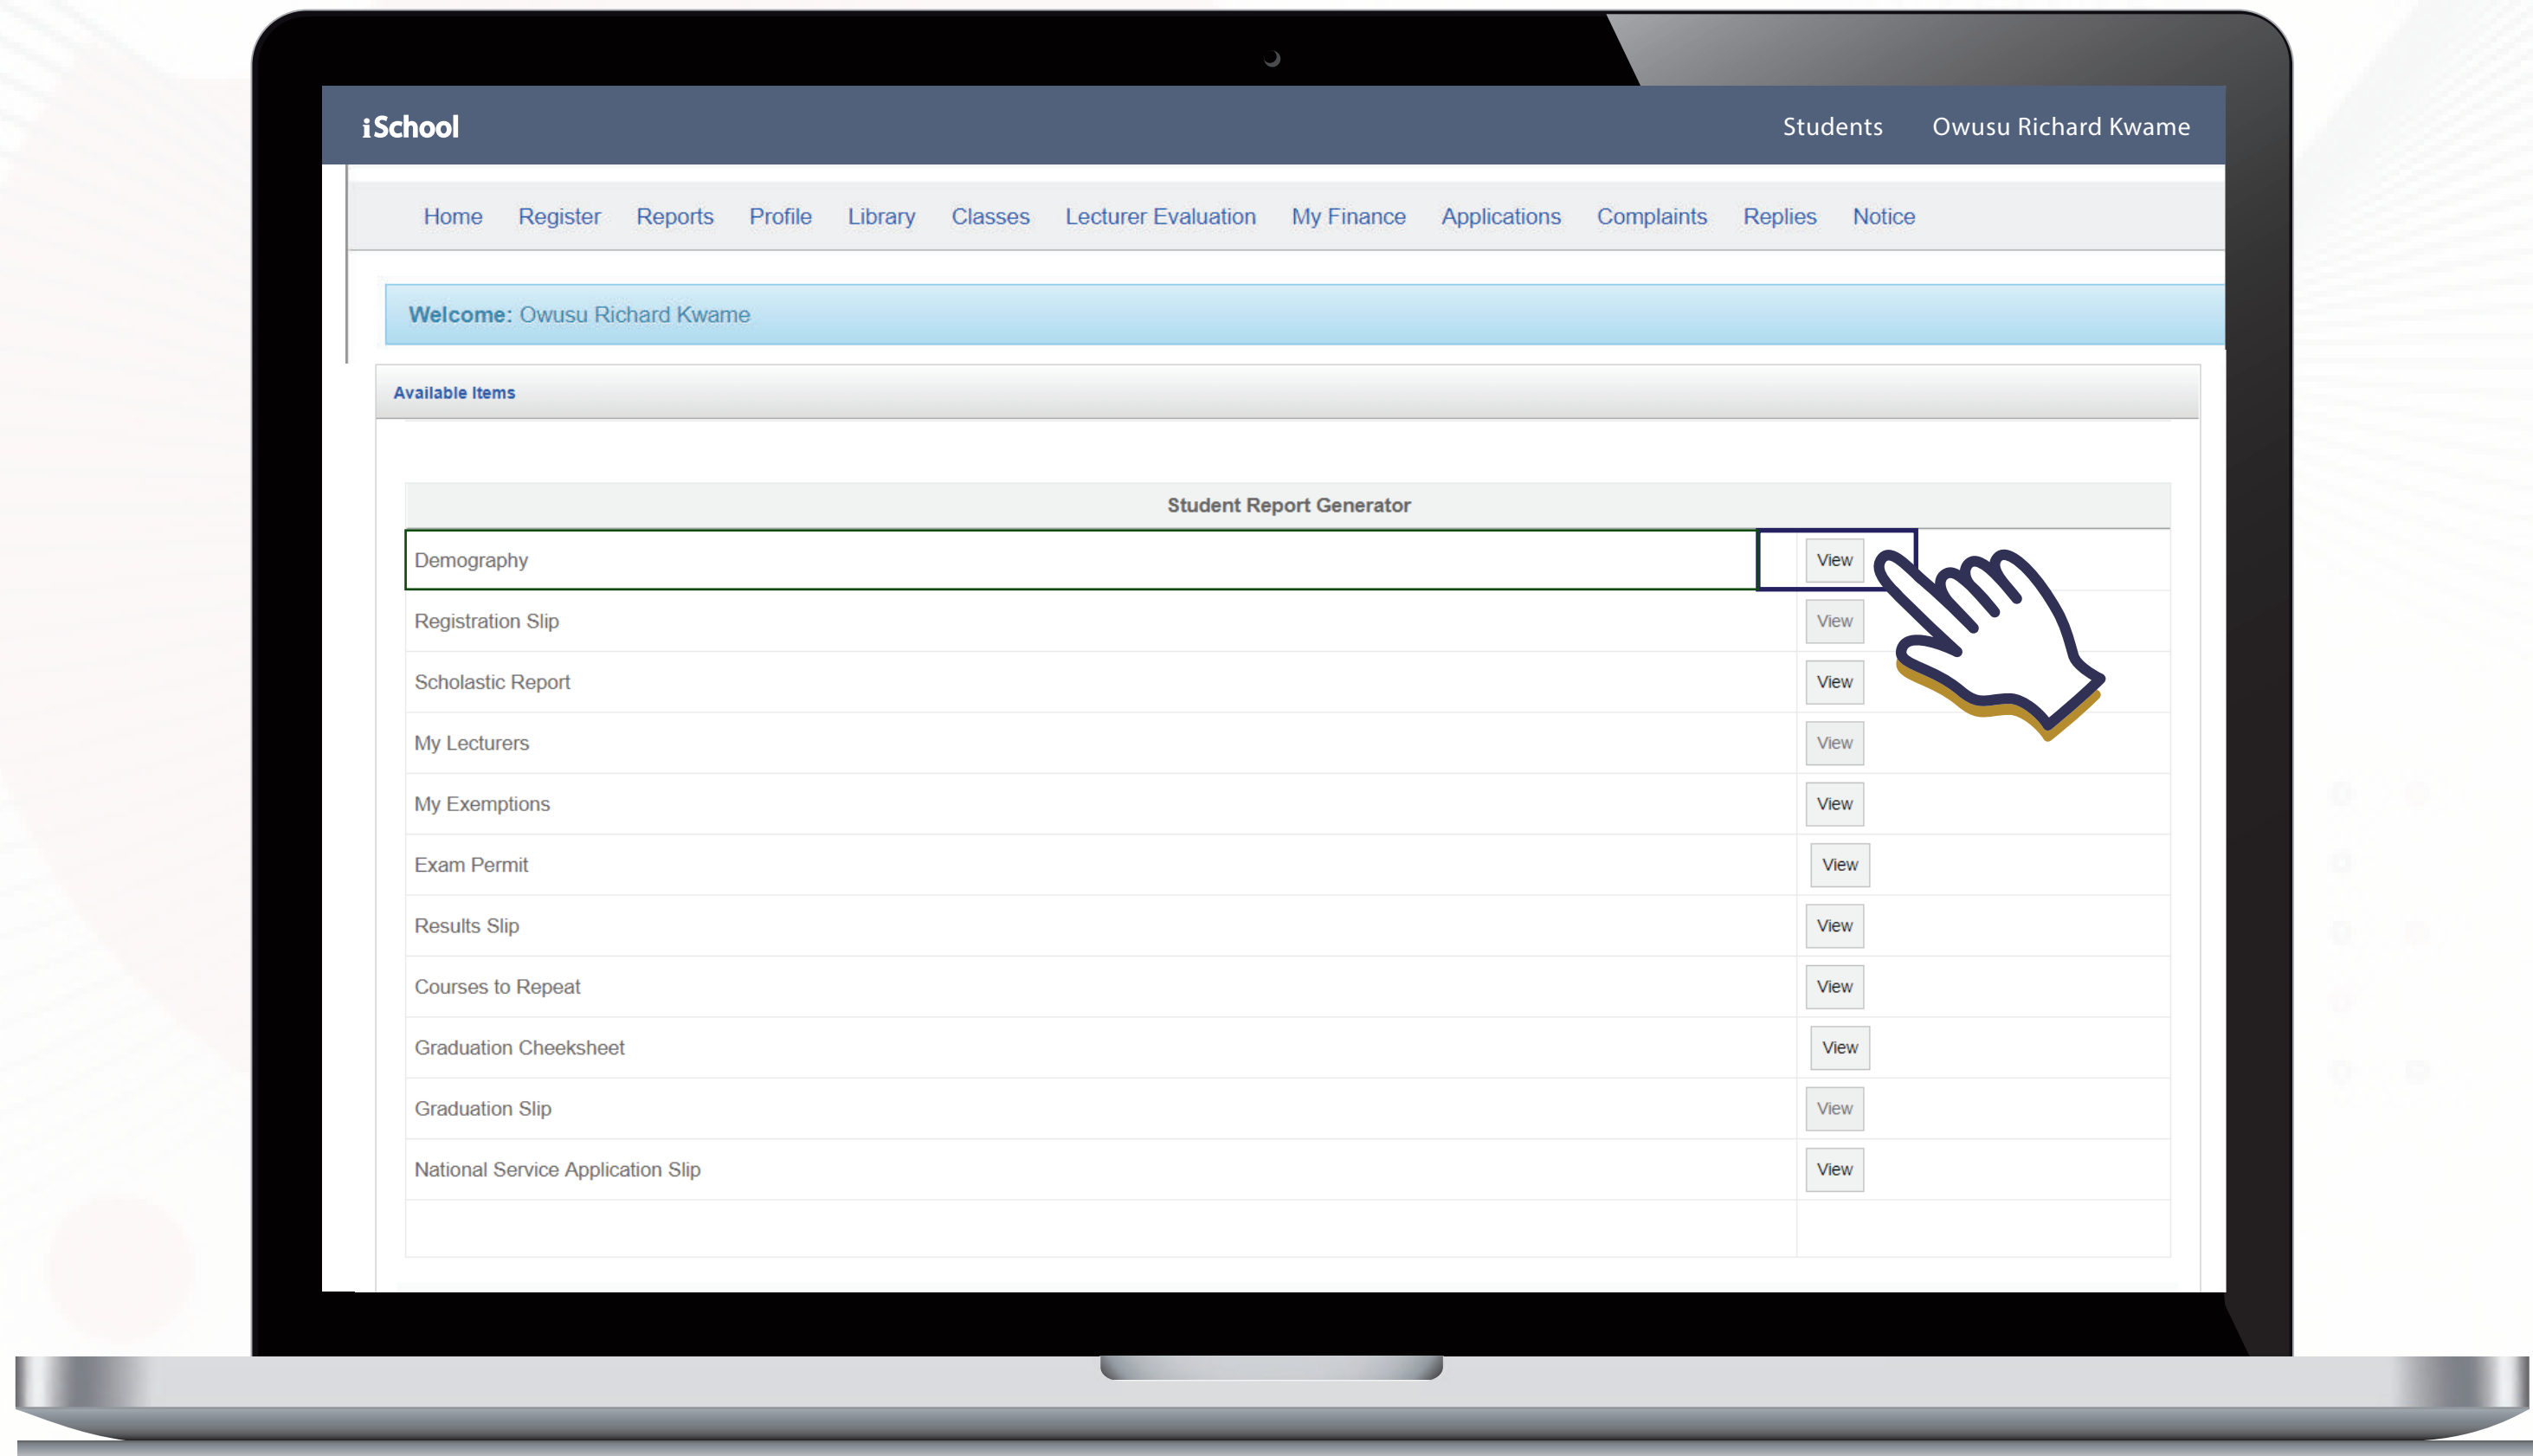 iSchool Students Owusu Richard Kwame
Home Register Reports Profile Library Classes Lecturer Evaluation My Finance Applications Complaints Replies Notice
Welcome: Owusu Richard Kwame
Available Items
Student Report Generator
Demography View
Registration Slip View
Scholastic Report View
My Lecturers View
My Exemptions View
Exam Permit View
Results Slip View
Courses to Repeat View
Graduation Cheeksheet View
Graduation Slip View
National Service Application Slip View